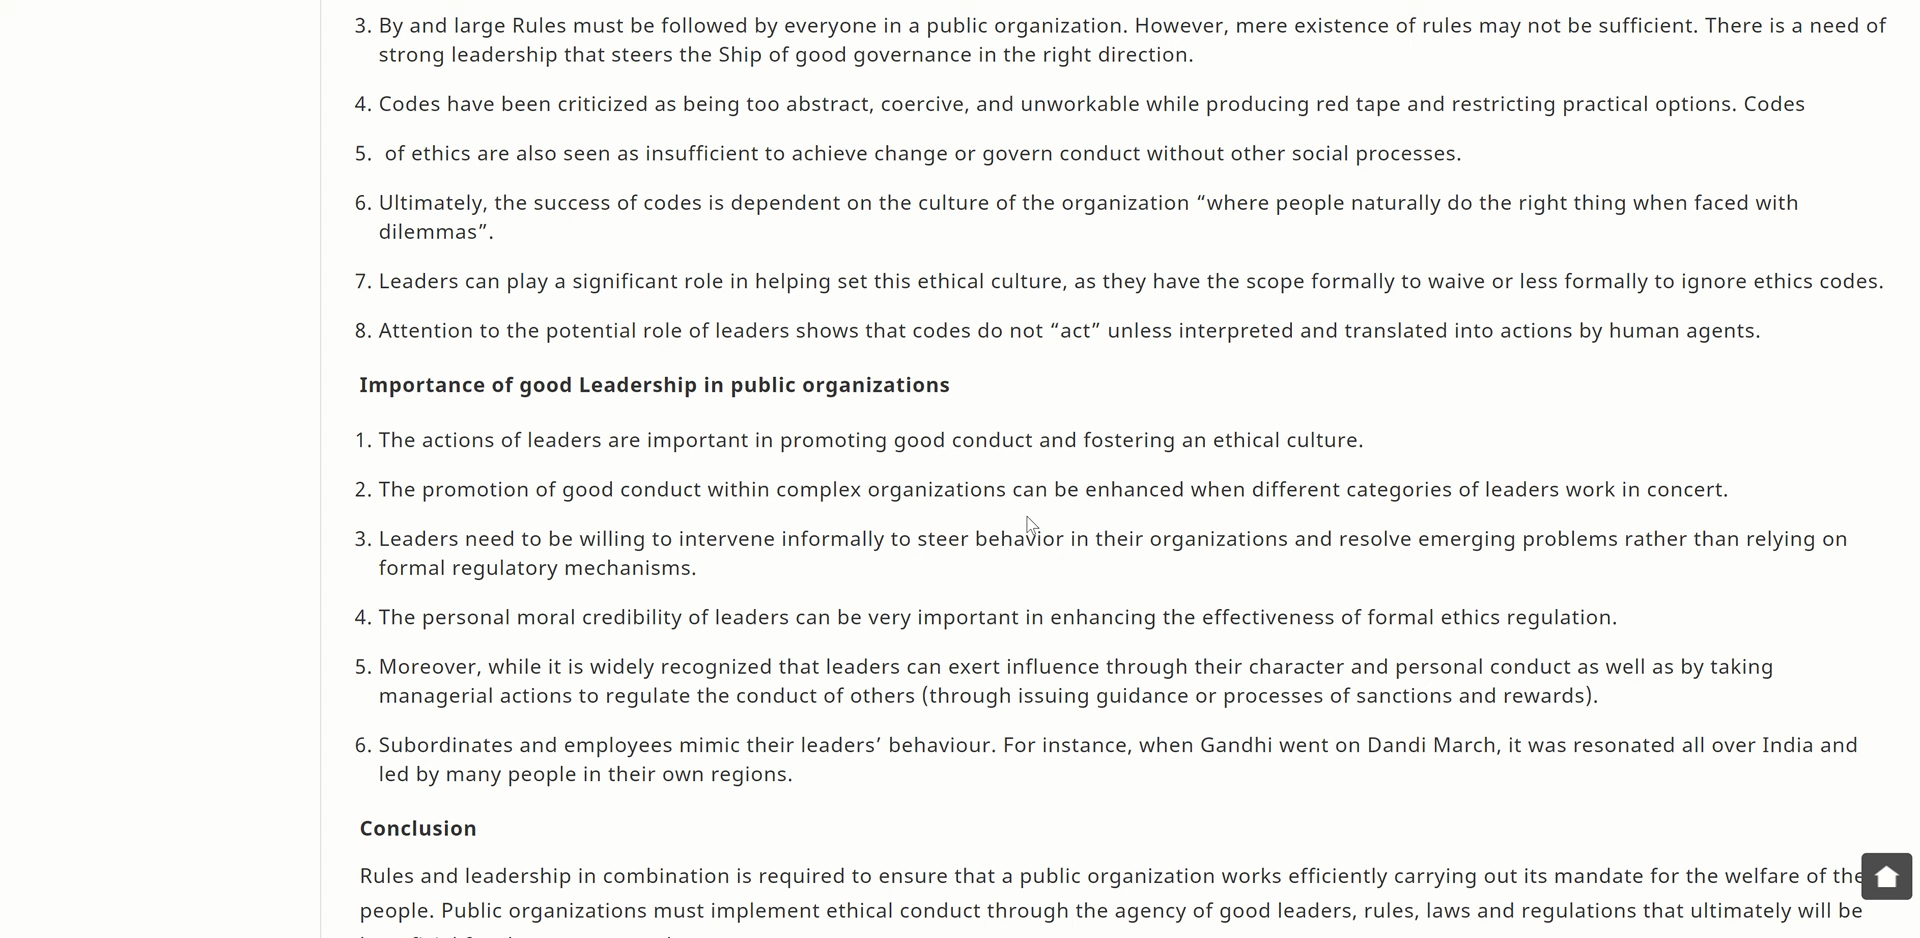 3. By and large Rules must be followed by everyone in a public organization. However, mere existence of rules may not be sufficient. There is a need of
strong leadership that steers the Ship of good governance in the right direction.
4. Codes have been criticized as being too abstract, coercive, and unworkable while producing red tape and restricting practical options. Codes
5.  of ethics are also seen as insufficient to achieve change or govern conduct without other social processes.
6. Ultimately, the success of codes is dependent on the culture of the organization “where people naturally do the right thing when faced with
dilemmas”.
7. Leaders can play a significant role in helping set this ethical culture, as they have the scope formally to waive or less formally to ignore ethics codes.
8. Attention to the potential role of leaders shows that codes do not “act” unless interpreted and translated into actions by human agents.
Importance of good Leadership in public organizations
1. The actions of leaders are important in promoting good conduct and fostering an ethical culture.
2. The promotion of good conduct within complex organizations can be enhanced when different categories of leaders work in concert.
3. Leaders need to be willing to intervene informally to steer behavior in their organizations and resolve emerging problems rather than relying on
formal regulatory mechanisms.
4. The personal moral credibility of leaders can be very important in enhancing the effectiveness of formal ethics regulation.
5. Moreover, while it is widely recognized that leaders can exert influence through their character and personal conduct as well as by taking
managerial actions to regulate the conduct of others (through issuing guidance or processes of sanctions and rewards).
6. Subordinates and employees mimic their leaders’ behaviour. For instance, when Gandhi went on Dandi March, it was resonated all over India and
led by many people in their own regions.
Conclusion
Rules and leadership in combination is required to ensure that a public organization works efficiently carrying out its mandate for the welfare of the
people. Public organizations must implement ethical conduct through the agency of good leaders, rules, laws and regulations that ultimately will be